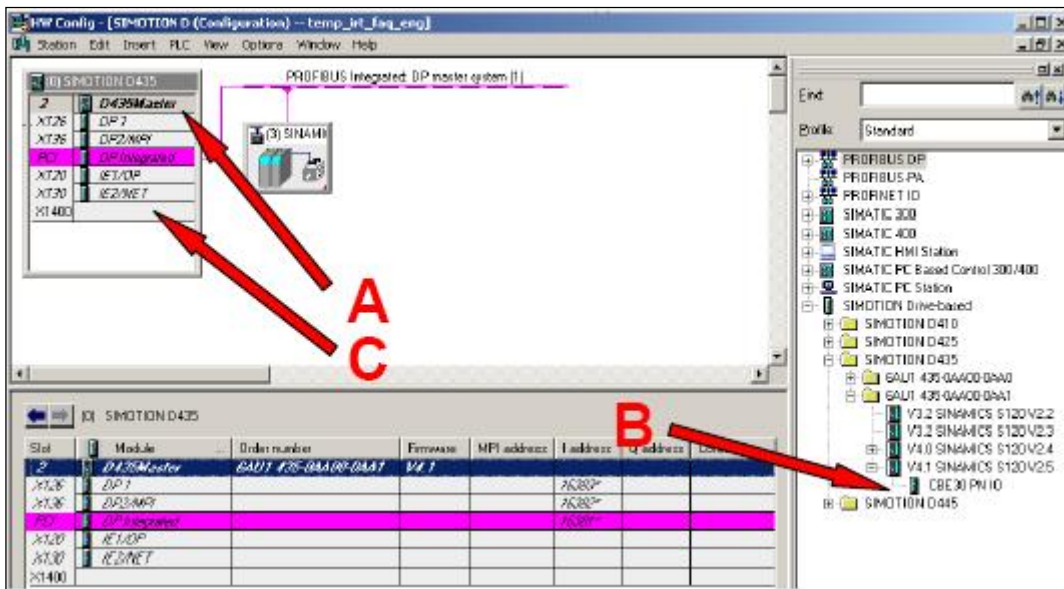 HW Config - [SIMOTION D (Configuration) -- temp_irt_faq_eng]
Station Edit Insert PLC View Options Window Help
(0) SIMOTION D435
2 D435Master
X126 DP1
X136 DP2/MPI
PCI DP Integrated
X120 IE1/OP
X130 IE2/NET
X1400
PROFIBUS Integrated: DP master system (1)
(3) SINAMI
A
C
B
Find:
Profile: Standard
PROFIBUS DP
PROFIBUS-PA
PROFINET IO
SIMATIC 300
SIMATIC 400
SIMATIC HMI Station
SIMATIC PC Based Control 300/400
SIMATIC PC Station
SIMOTION Drive-based
SIMOTION D410
SIMOTION D425
SIMOTION D435
6AU1 435-0AA00-0AA0
6AU1 435-0AA00-0AA1
V3.2 SINAMICS S120 V2.2
V3.2 SINAMICS S120 V2.3
V4.0 SINAMICS S120 V2.4
V4.1 SINAMICS S120 V2.5
CBE30 PN IO
SIMOTION D445
(0) SIMOTION D435
Slot Module ... Order number Firmware MPI address I address Q address
2 D435Master 6AU1 435-0AA00-0AA1 V4.1
X126 DP1 16383*
X136 DP2/MPI 16382*
PCI DP Integrated 16381*
X120 IE1/OP
X130 IE2/NET
X1400